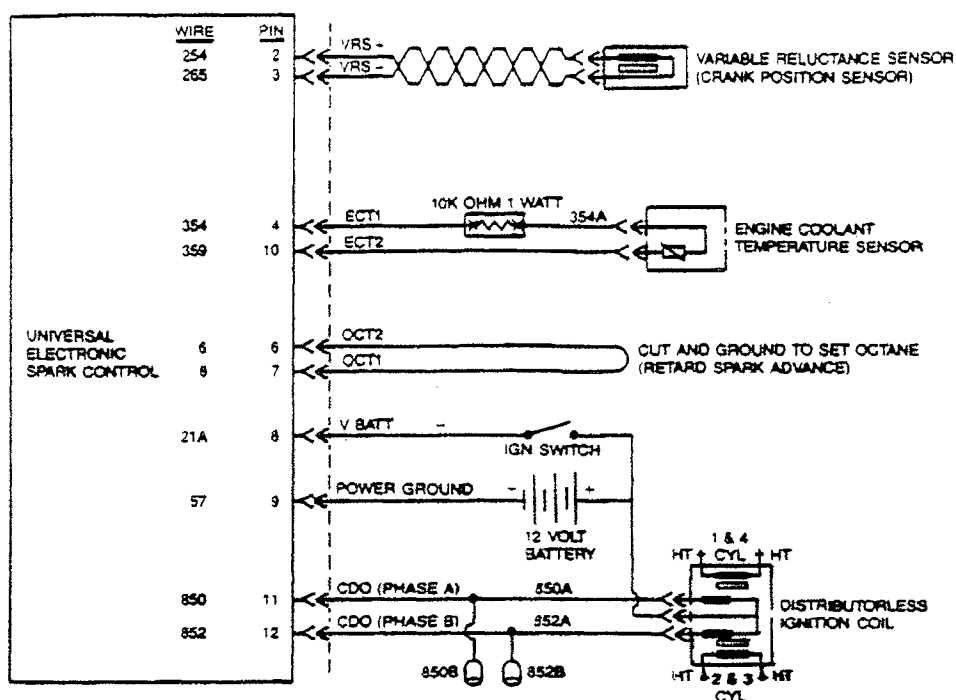 WIRE PIN
254 2 VRS +
265 3 VRS -
VARIABLE RELUCTANCE SENSOR
(CRANK POSITION SENSOR)
10K OHM 1 WATT
354 4 ECT1 354A
359 10 ECT2
ENGINE COOLANT
TEMPERATURE SENSOR
UNIVERSAL
ELECTRONIC
SPARK CONTROL
6 6 OCT2
8 7 OCT1
CUT AND GROUND TO SET OCTANE
(RETARD SPARK ADVANCE)
21A 8 V BATT -
IGN SWITCH
57 9 POWER GROUND - +
12 VOLT
BATTERY
1 & 4
HT CYL HT
850 11 CDO (PHASE A) 850A
852 12 CDO (PHASE B) 852A
DISTRIBUTORLESS
IGNITION COIL
850B 852B
HT 2 & 3 HT
CYL